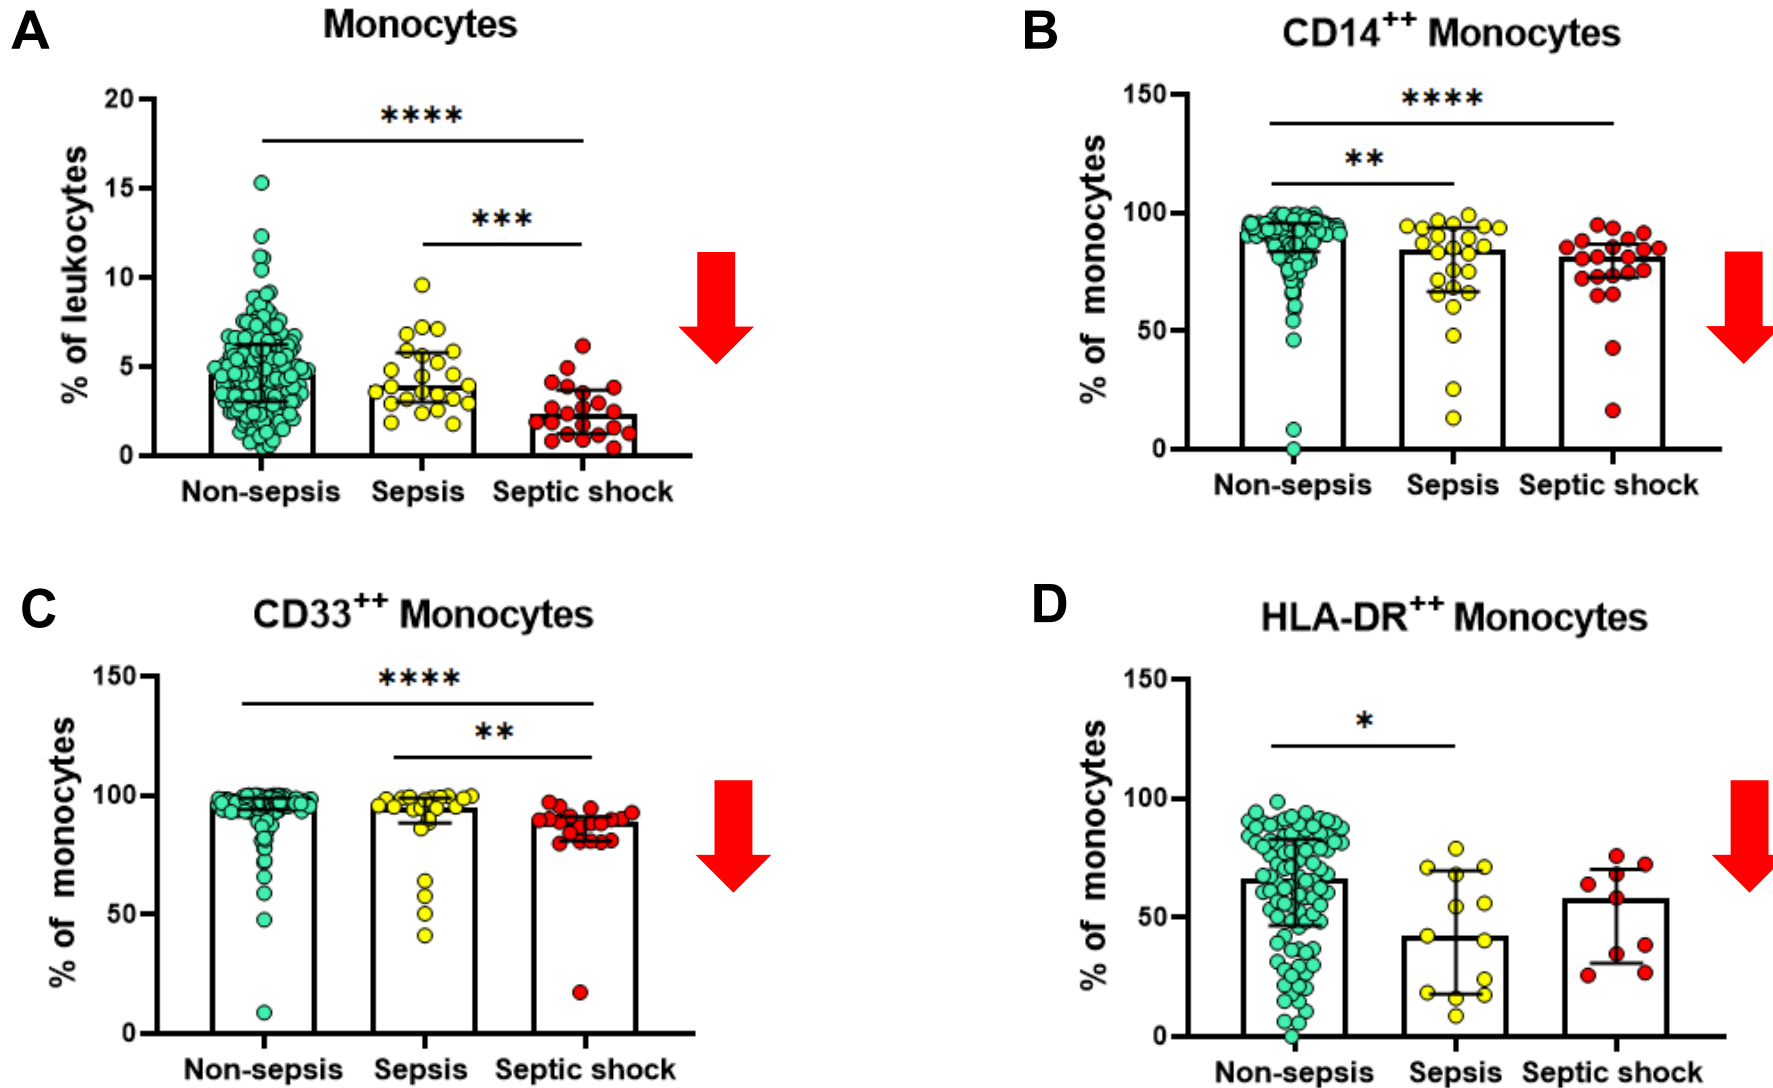 A
Monocytes
% of leukocytes
20
15
10
5
0
****
***
Non-sepsis Sepsis Septic shock
B
CD14++ Monocytes
% of monocytes
150
100
50
0
****
**
Non-sepsis Sepsis Septic shock
C
CD33++ Monocytes
% of monocytes
150
100
50
0
****
**
Non-sepsis Sepsis Septic shock
D
HLA-DR++ Monocytes
% of monocytes
150
100
50
0
*
Non-sepsis Sepsis Septic shock